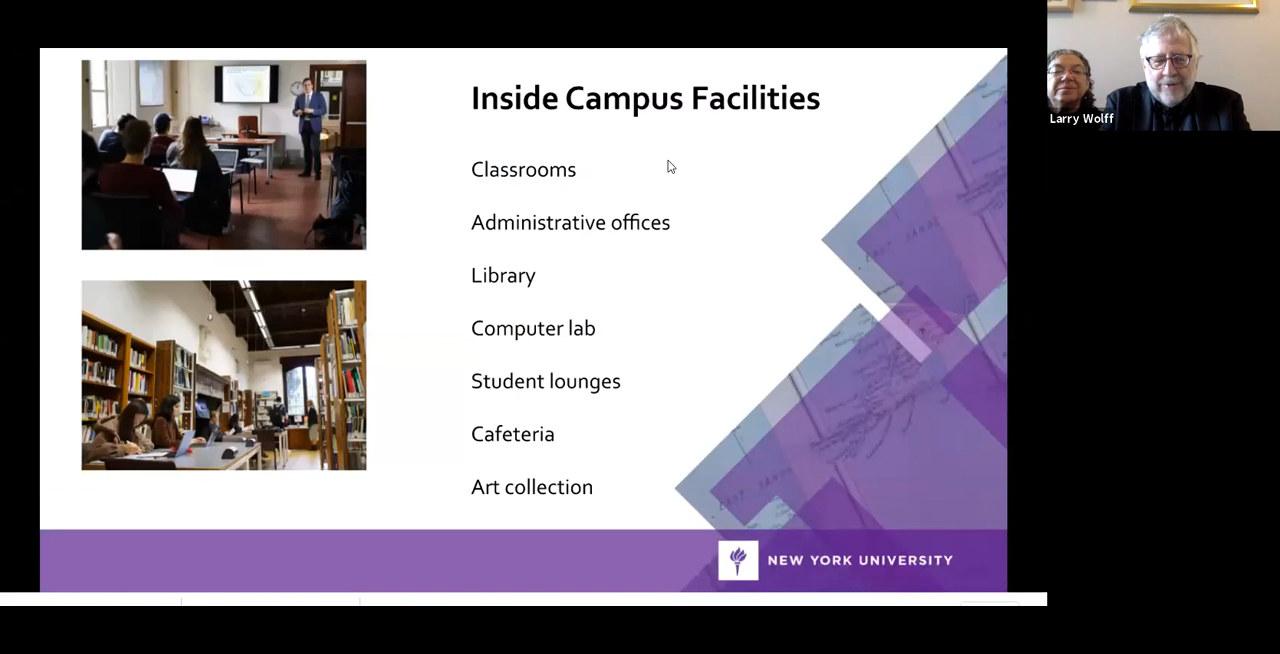 Inside Campus Facilities
Classrooms
Administrative offices
Library
Computer lab
Student lounges
Cafeteria
Art collection
NEW YORK UNIVERSITY
Larry Wolff